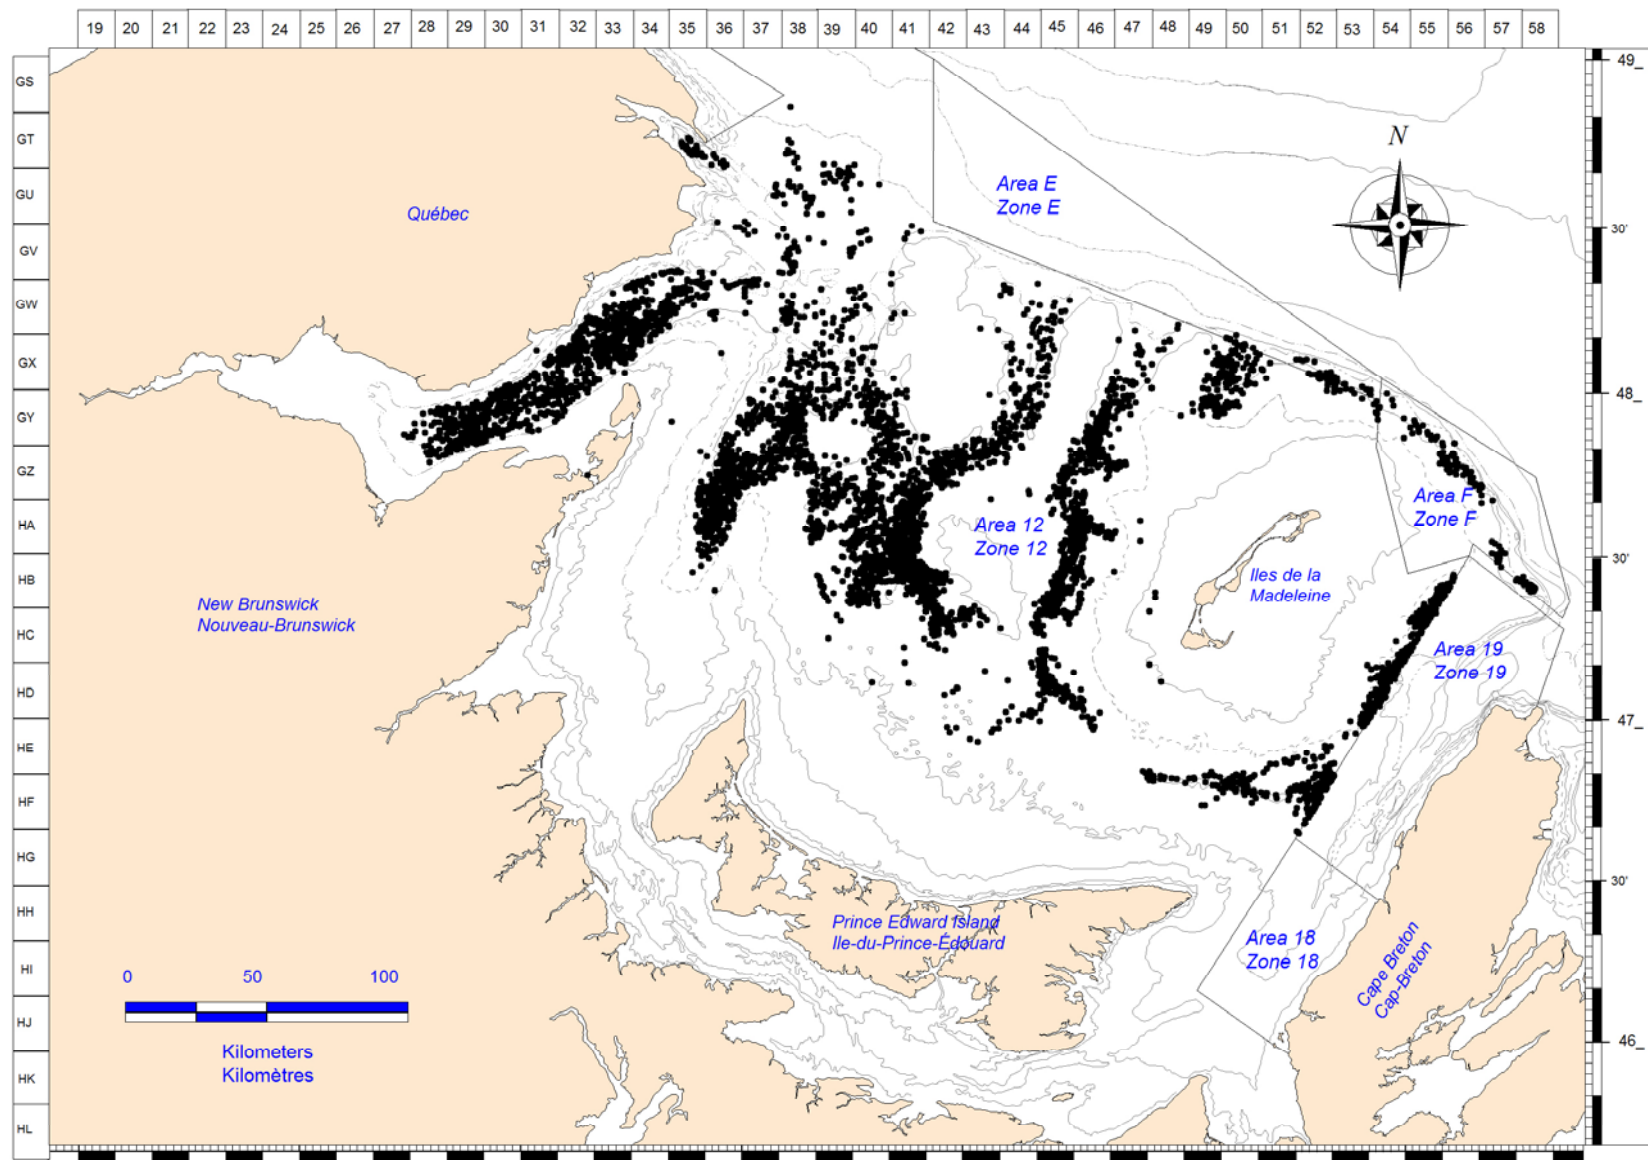 19 20 21 22 23 24 25 26 27 28 29 30 31 32 33 34 35 36 37 38 39 40 41 42 43 44 45 46 47 48 49 50 51 52 53 54 55 56 57 58
GS
49_
GT
N
Area E
Zone E
GU
Québec
30'
GV
GW
GX
48_
GY
GZ
Area F
Zone F
HA
Area 12
Zone 12
30'
HB
Iles de la
Madeleine
New Brunswick
Nouveau-Brunswick
HC
Area 19
Zone 19
HD
47_
HE
HF
HG
30'
HH
Prince Edward Island
Ile-du-Prince-Édouard
Area 18
Zone 18
Cape Breton
Cap-Breton
HI
0 50 100
HJ
46_
Kilometers
Kilomètres
HK
HL